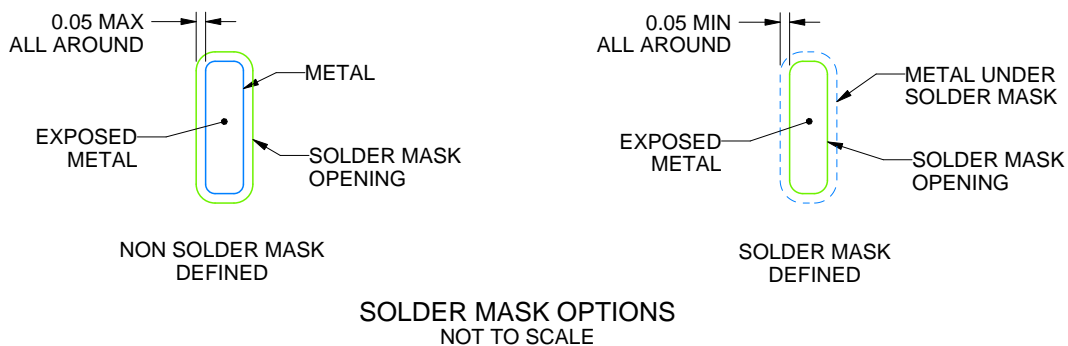 0.05 MAX
ALL AROUND
METAL
EXPOSED
METAL
SOLDER MASK
OPENING
NON SOLDER MASK
DEFINED
0.05 MIN
ALL AROUND
METAL UNDER
SOLDER MASK
EXPOSED
METAL
SOLDER MASK
OPENING
SOLDER MASK
DEFINED
SOLDER MASK OPTIONS
NOT TO SCALE